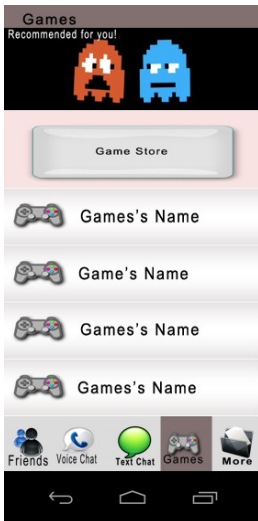 Games
Recommended for you!
Game Store
Games's Name
Game's Name
Games's Name
Games's Name
Friends
Voice Chat
Text Chat
Games
More